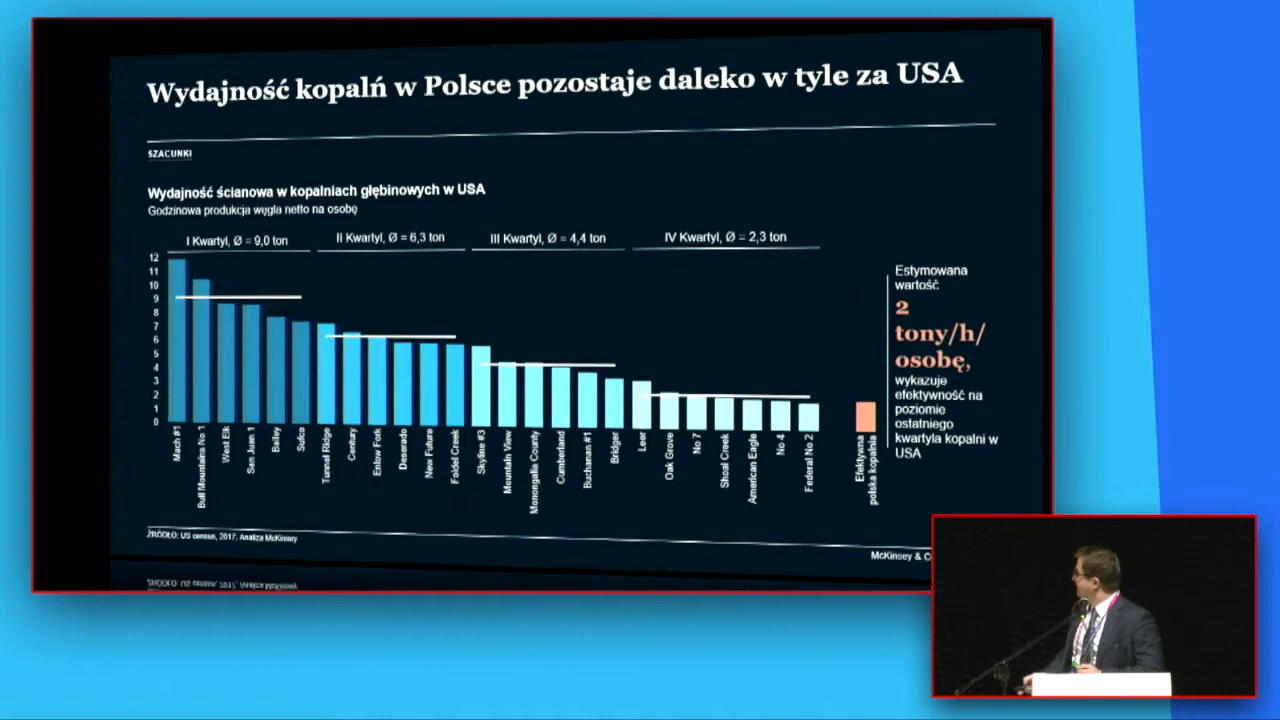 Wydajność kopalń w Polsce pozostaje daleko w tyle za USA
SZACUNKI
Wydajność ścianowa w kopalniach głębinowych w USA
Godzinowa produkcja węgla netto na osobę
I Kwartyl, Ø = 9,0 ton
II Kwartyl, Ø = 6,3 ton
III Kwartyl, Ø = 4,4 ton
IV Kwartyl, Ø = 2,3 ton
12
11
10
9
8
7
6
5
4
3
2
1
0
Mach #1
Bull Mountains No 1
West Elk
San Juan 1
Bailey
Sufco
Tunnel Ridge
Century
Enlow Fork
Deserado
New Future
Foidel Creek
Skyline #3
Mountain View
Monongalia County
Cumberland
Buchanan #1
Bridger
Leer
Oak Grove
No 7
Shoal Creek
American Eagle
No 4
Federal No 2
Efektywna
polska kopalnia
Estymowana
wartość
2
tony/h/
osobę,
wykazuje
efektywność na
poziomie
ostatniego
kwartyla kopalni w
USA
ŹRÓDŁO: US census, 2017, Analiza McKinsey
McKinsey & C